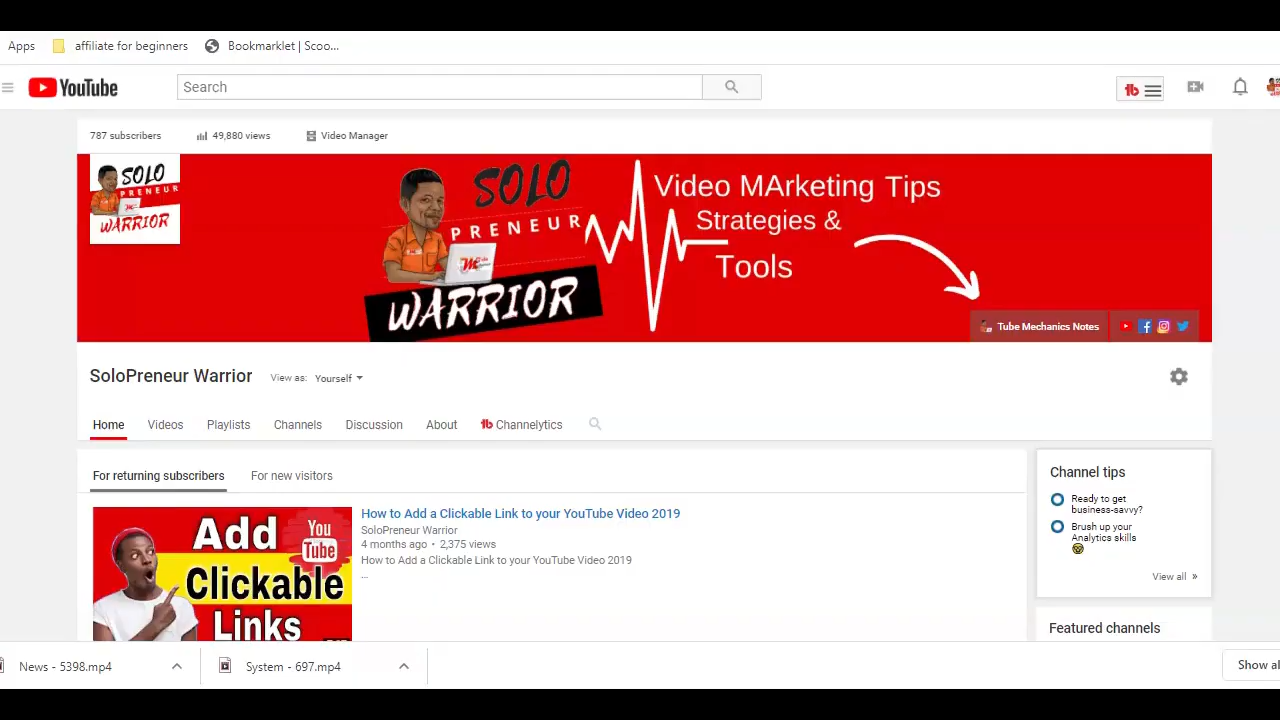 Apps affiliate for beginners Bookmarklet | Scoo...
YouTube Search
787 subscribers 49,880 views Video Manager
SOLO
PRENEUR
WARRIOR
SOLO
PRENEUR
WARRIOR
Video MArketing Tips
Strategies &
Tools
Tube Mechanics Notes
SoloPreneur Warrior View as: Yourself
Home Videos Playlists Channels Discussion About Channelytics
For returning subscribers For new visitors
Add
Clickable
Links
You
Tube
How to Add a Clickable Link to your YouTube Video 2019
SoloPreneur Warrior
4 months ago • 2,375 views
How to Add a Clickable Link to your YouTube Video 2019
...
Channel tips
Ready to get
business-savvy?
Brush up your
Analytics skills
View all »
Featured channels
News - 5398.mp4 System - 697.mp4 Show al